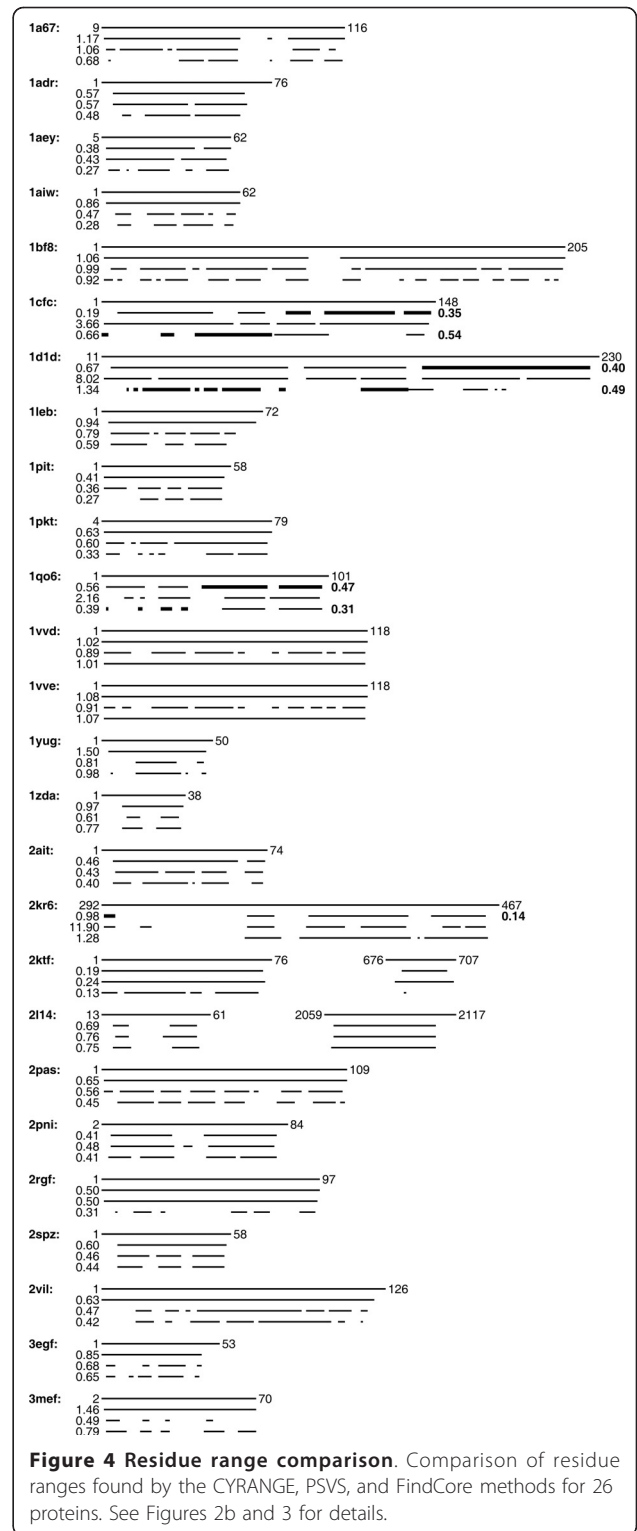 1a67: 9 116
1.17
1.06
0.68
1adr: 1 76
0.57
0.57
0.48
1aey: 5 62
0.38
0.43
0.27
1aiw: 1 62
0.86
0.47
0.28
1bf8: 1 205
1.06
0.99
0.92
1cfc: 1 148
0.19 0.35
3.66
0.66 0.54
1d1d: 11 230
0.67 0.40
8.02
1.34 0.49
1leb: 1 72
0.94
0.79
0.59
1pit: 1 58
0.41
0.36
0.27
1pkt: 4 79
0.63
0.60
0.33
1qo6: 1 101
0.56 0.47
2.16
0.39 0.31
1vvd: 1 118
1.02
0.89
1.01
1vve: 1 118
1.08
0.91
1.07
1yug: 1 50
1.50
0.81
0.98
1zda: 1 38
0.97
0.61
0.77
2ait: 1 74
0.46
0.43
0.40
2kr6: 292 467
0.98 0.14
11.90
1.28
2ktf: 1 76 676 707
0.19
0.24
0.13
2l14: 13 61 2059 2117
0.69
0.76
0.75
2pas: 1 109
0.65
0.56
0.45
2pni: 2 84
0.41
0.48
0.41
2rgf: 1 97
0.50
0.50
0.31
2spz: 1 58
0.60
0.46
0.44
2vil: 1 126
0.63
0.47
0.42
3egf: 1 53
0.85
0.68
0.65
3mef: 2 70
1.46
0.49
0.79
Figure 4 Residue range comparison. Comparison of residue
ranges found by the CYRANGE, PSVS, and FindCore methods for 26
proteins. See Figures 2b and 3 for details.